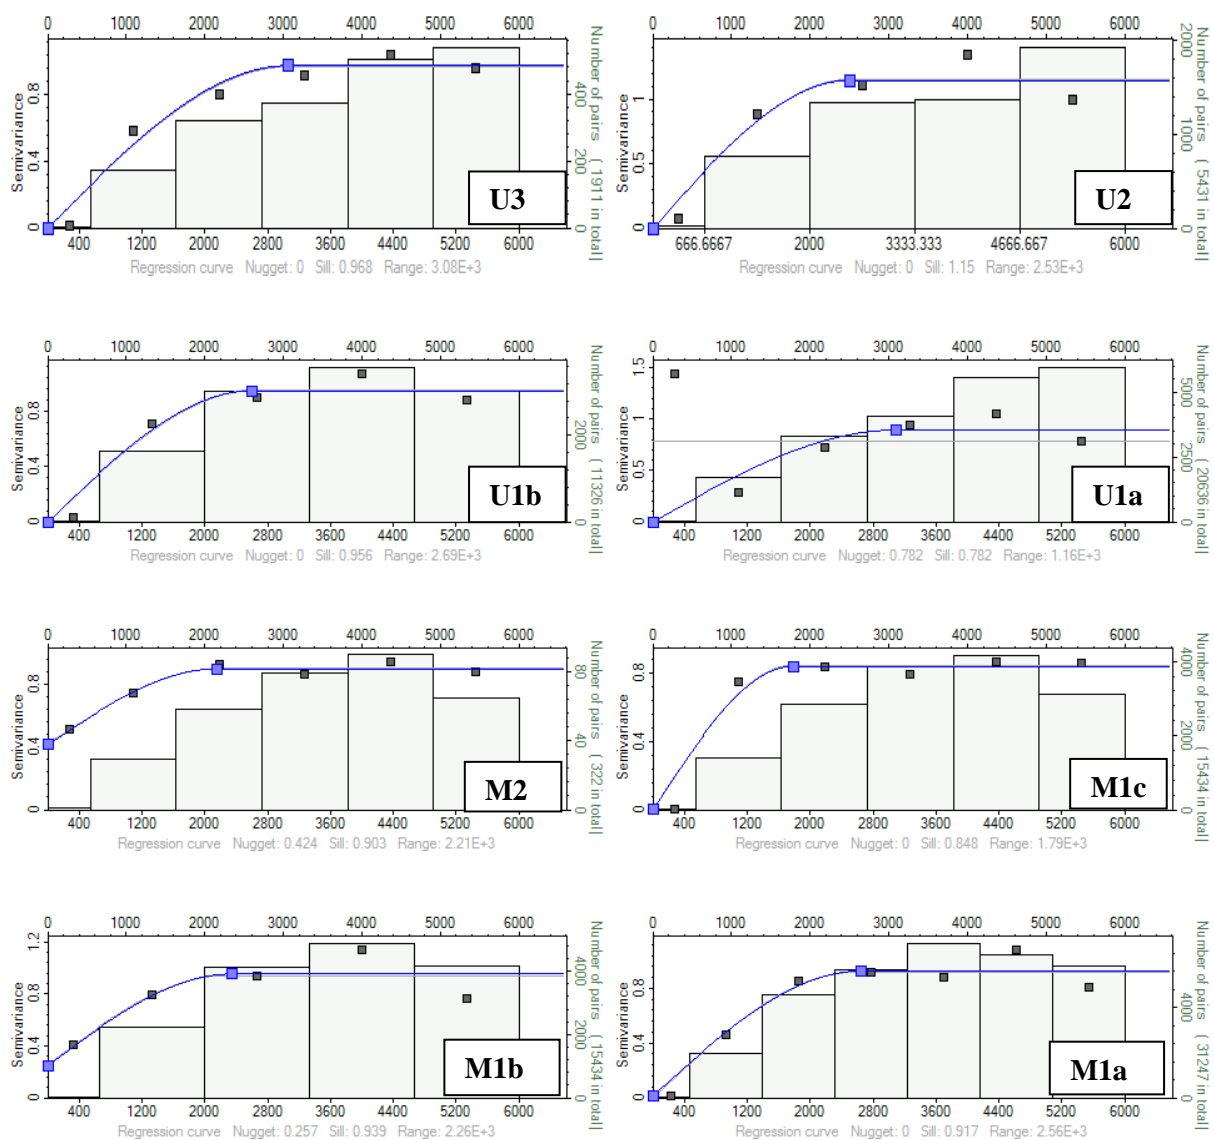 0 1000 2000 3000 4000 5000 6000
Semivariance
0 0.4 0.8
Number of pairs ( 1911 in total)
0 200 400
U3
400 1200 2000 2800 3600 4400 5200 6000
Regression curve Nugget: 0 Sill: 0.968 Range: 3.08E+3
0 1000 2000 3000 4000 5000 6000
Semivariance
0 0.5 1
Number of pairs ( 5431 in total)
0 1000 2000
U2
666.6667 2000 3333.333 4666.667 6000
Regression curve Nugget: 0 Sill: 1.15 Range: 2.53E+3
0 1000 2000 3000 4000 5000 6000
Semivariance
0 0.4 0.8
Number of pairs ( 11326 in total)
0 2000
U1b
400 1200 2000 2800 3600 4400 5200 6000
Regression curve Nugget: 0 Sill: 0.956 Range: 2.69E+3
0 1000 2000 3000 4000 5000 6000
Semivariance
0 0.5 1 1.5
Number of pairs ( 20636 in total)
0 2500 5000
U1a
400 1200 2000 2800 3600 4400 5200 6000
Regression curve Nugget: 0.782 Sill: 0.782 Range: 1.16E+3
0 1000 2000 3000 4000 5000 6000
Semivariance
0 0.4 0.8
Number of pairs ( 322 in total)
0 40 80
M2
400 1200 2000 2800 3600 4400 5200 6000
Regression curve Nugget: 0.424 Sill: 0.903 Range: 2.21E+3
0 1000 2000 3000 4000 5000 6000
Semivariance
0 0.4 0.8
Number of pairs ( 15434 in total)
0 2000 4000
M1c
400 1200 2000 2800 3600 4400 5200 6000
Regression curve Nugget: 0 Sill: 0.848 Range: 1.79E+3
0 1000 2000 3000 4000 5000 6000
Semivariance
0 0.4 0.8 1.2
Number of pairs ( 15434 in total)
0 2000 4000
M1b
400 1200 2000 2800 3600 4400 5200 6000
Regression curve Nugget: 0.257 Sill: 0.939 Range: 2.26E+3
0 1000 2000 3000 4000 5000 6000
Semivariance
0 0.4 0.8
Number of pairs ( 31247 in total)
0 4000
M1a
400 1200 2000 2800 3600 4400 5200 6000
Regression curve Nugget: 0 Sill: 0.917 Range: 2.56E+3